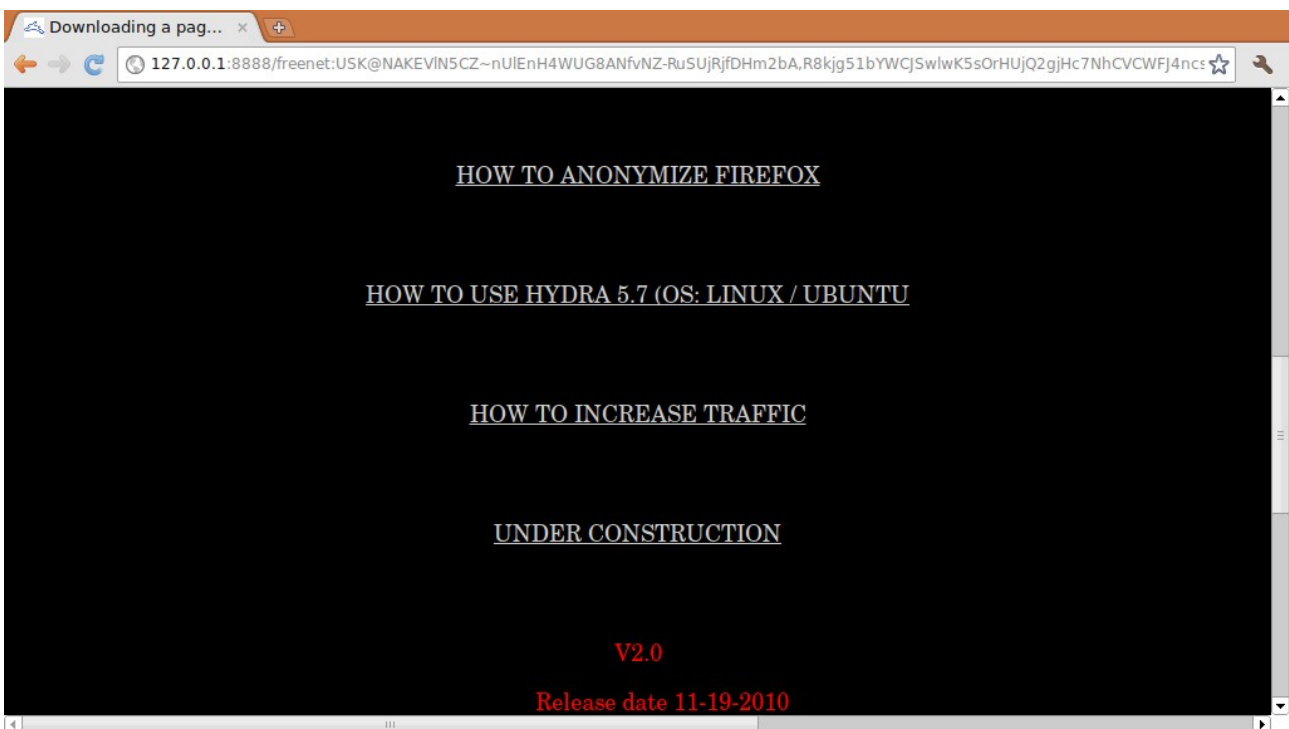 Downloading a pag...
127.0.0.1:8888/freenet:USK@NAKEVlN5CZ~nUlEnH4WUG8ANfvNZ-RuSUjRjfDHm2bA,R8kjg51bYWCJSwlwK5sOrHUjQ2gjHc7NhCVCWFJ4ncs
HOW TO ANONYMIZE FIREFOX
HOW TO USE HYDRA 5.7 (OS: LINUX / UBUNTU
HOW TO INCREASE TRAFFIC
UNDER CONSTRUCTION
V2.0
Release date 11-19-2010